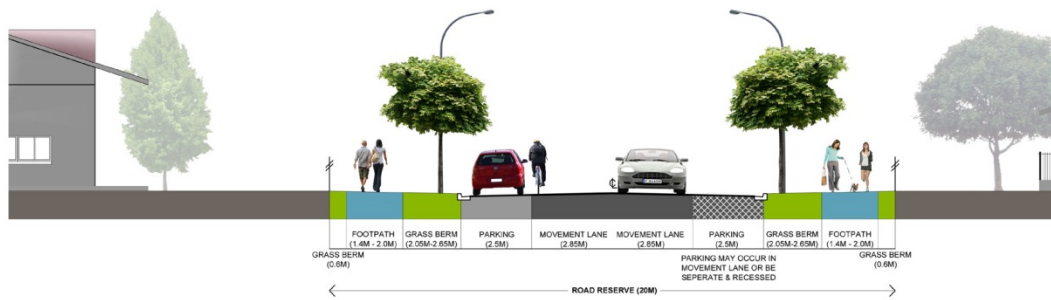 ℄
FOOTPATH
(1.4M - 2.0M)
GRASS BERM
(2.05M-2.65M)
PARKING
(2.5M)
MOVEMENT LANE
(2.85M)
MOVEMENT LANE
(2.85M)
PARKING
(2.5M)
GRASS BERM
(2.05M-2.65M)
FOOTPATH
(1.4M - 2.0M)
GRASS BERM
(0.6M)
PARKING MAY OCCUR IN
MOVEMENT LANE OR BE
SEPERATE & RECESSED
GRASS BERM
(0.6M)
ROAD RESERVE (20M)